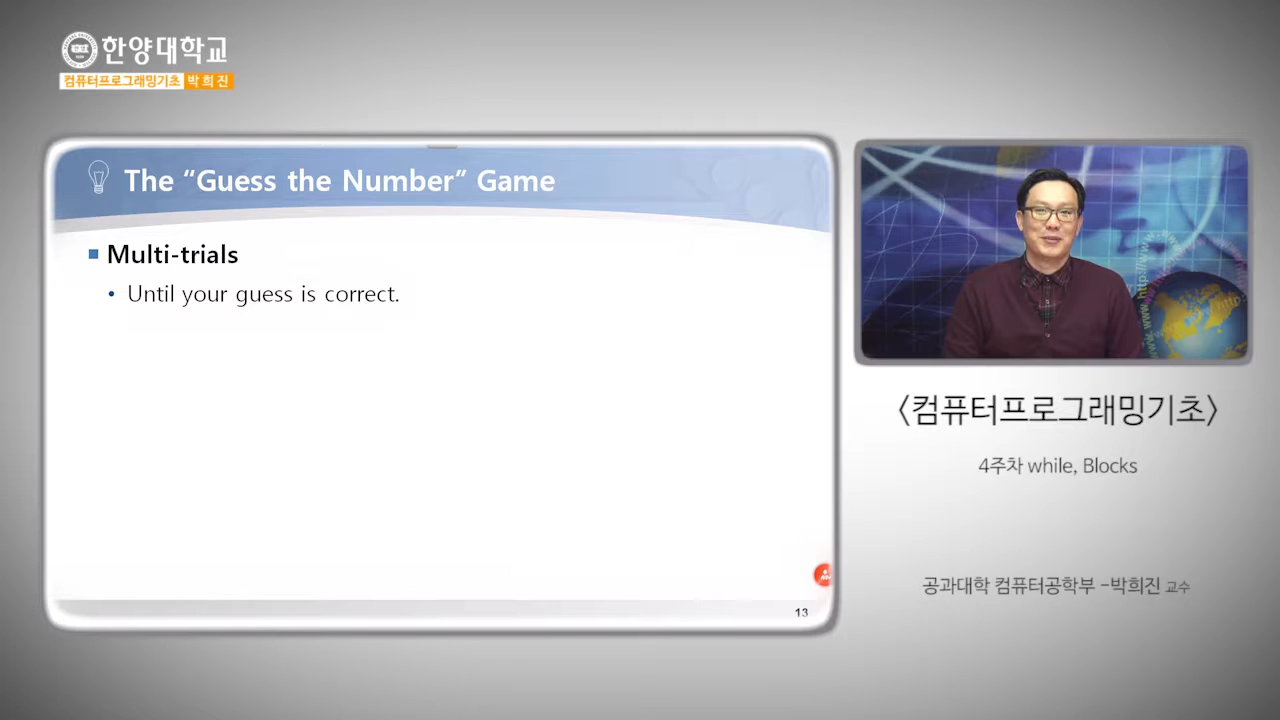 한양대학교
컴퓨터프로그래밍기초 박희진
The “Guess the Number” Game
Multi-trials
Until your guess is correct.
13
<컴퓨터프로그래밍기초>
4주차 while, Blocks
공과대학 컴퓨터공학부 -박희진 교수